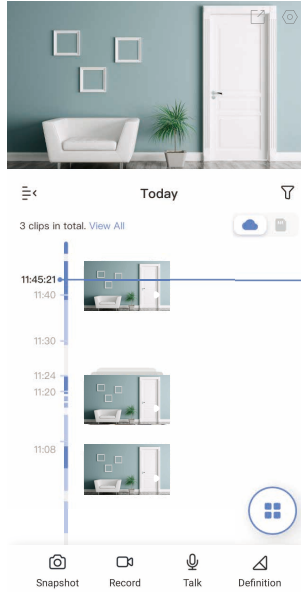 Today
3 clips in total. View All
11:45:21
11:40
11:30
11:24
11:20
11:08
Snapshot Record Talk Definition